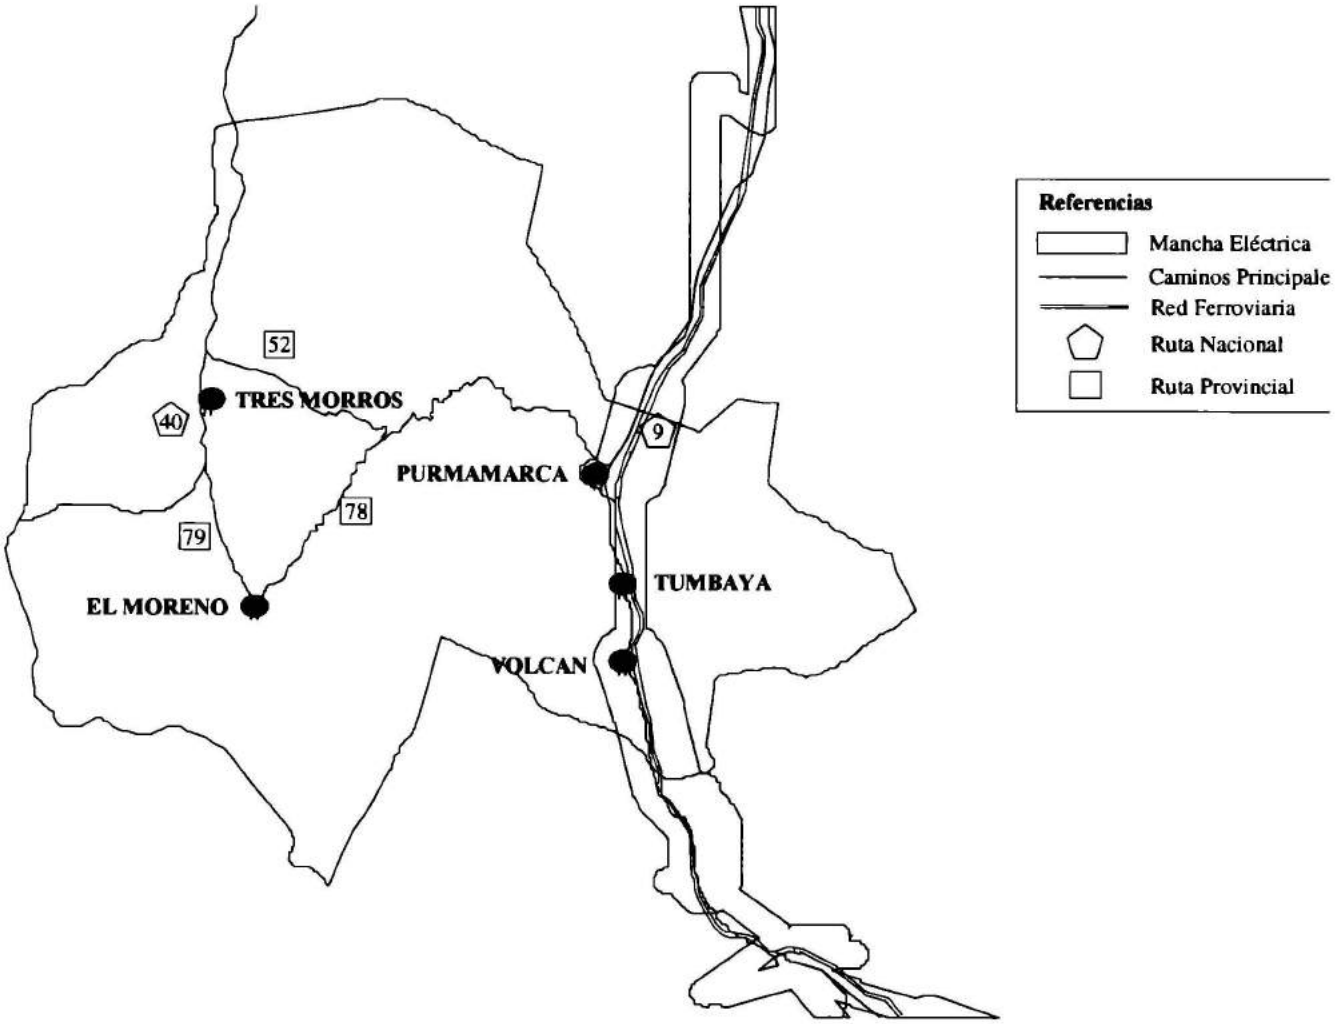 Referencias
Mancha Eléctrica
Caminos Principale
Red Ferroviaria
Ruta Nacional
Ruta Provincial
52
TRES MORROS
40
9
PURMAMARCA
78
79
TUMBAYA
EL MORENO
VOLCAN